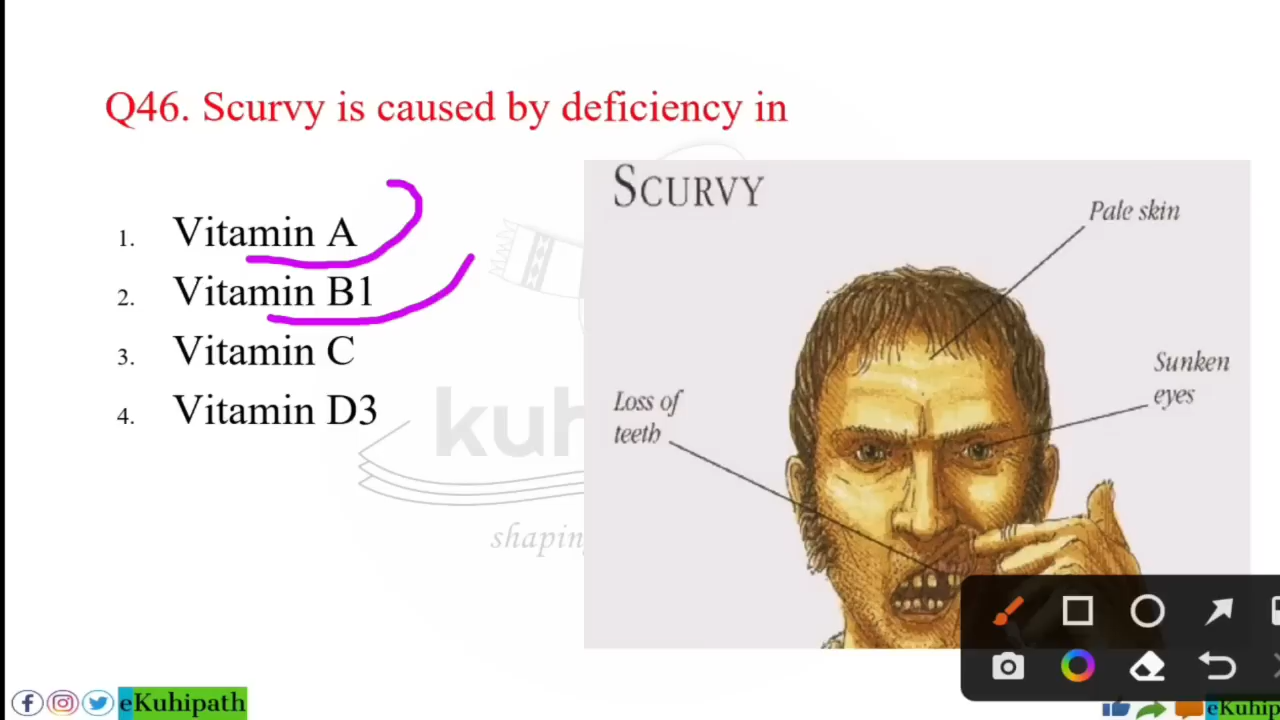 Q46. Scurvy is caused by deficiency in
SCURVY
Pale skin
1. Vitamin A
2. Vitamin B1
3. Vitamin C
4. Vitamin D3
Sunken
eyes
Loss of
teeth
kuh
shapin
eKuhipath
eKuhip